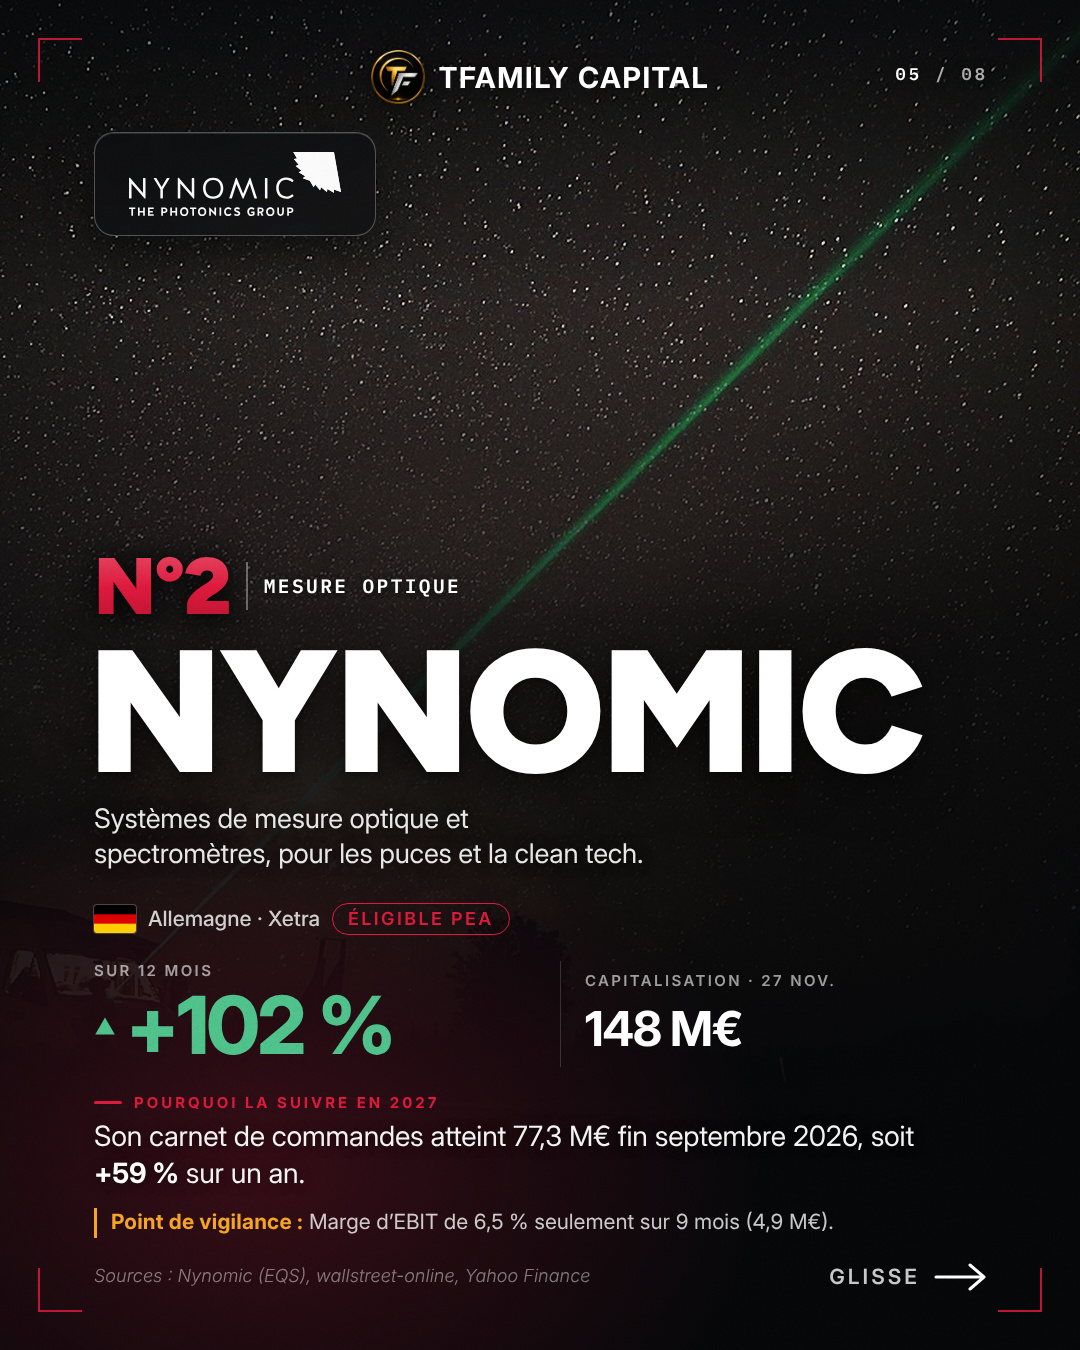 TF TFAMILY CAPITAL
05 / 08
NYNOMIC
THE PHOTONICS GROUP
N°2
MESURE OPTIQUE
NYNOMIC
Systèmes de mesure optique et
spectromètres, pour les puces et la clean tech.
Allemagne · Xetra
ÉLIGIBLE PEA
SUR 12 MOIS
▲ +102 %
CAPITALISATION · 27 NOV.
148 M€
POURQUOI LA SUIVRE EN 2027
Son carnet de commandes atteint 77,3 M€ fin septembre 2026, soit
+59 % sur un an.
Point de vigilance : Marge d’EBIT de 6,5 % seulement sur 9 mois (4,9 M€).
Sources : Nynomic (EQS), wallstreet-online, Yahoo Finance
GLISSE →